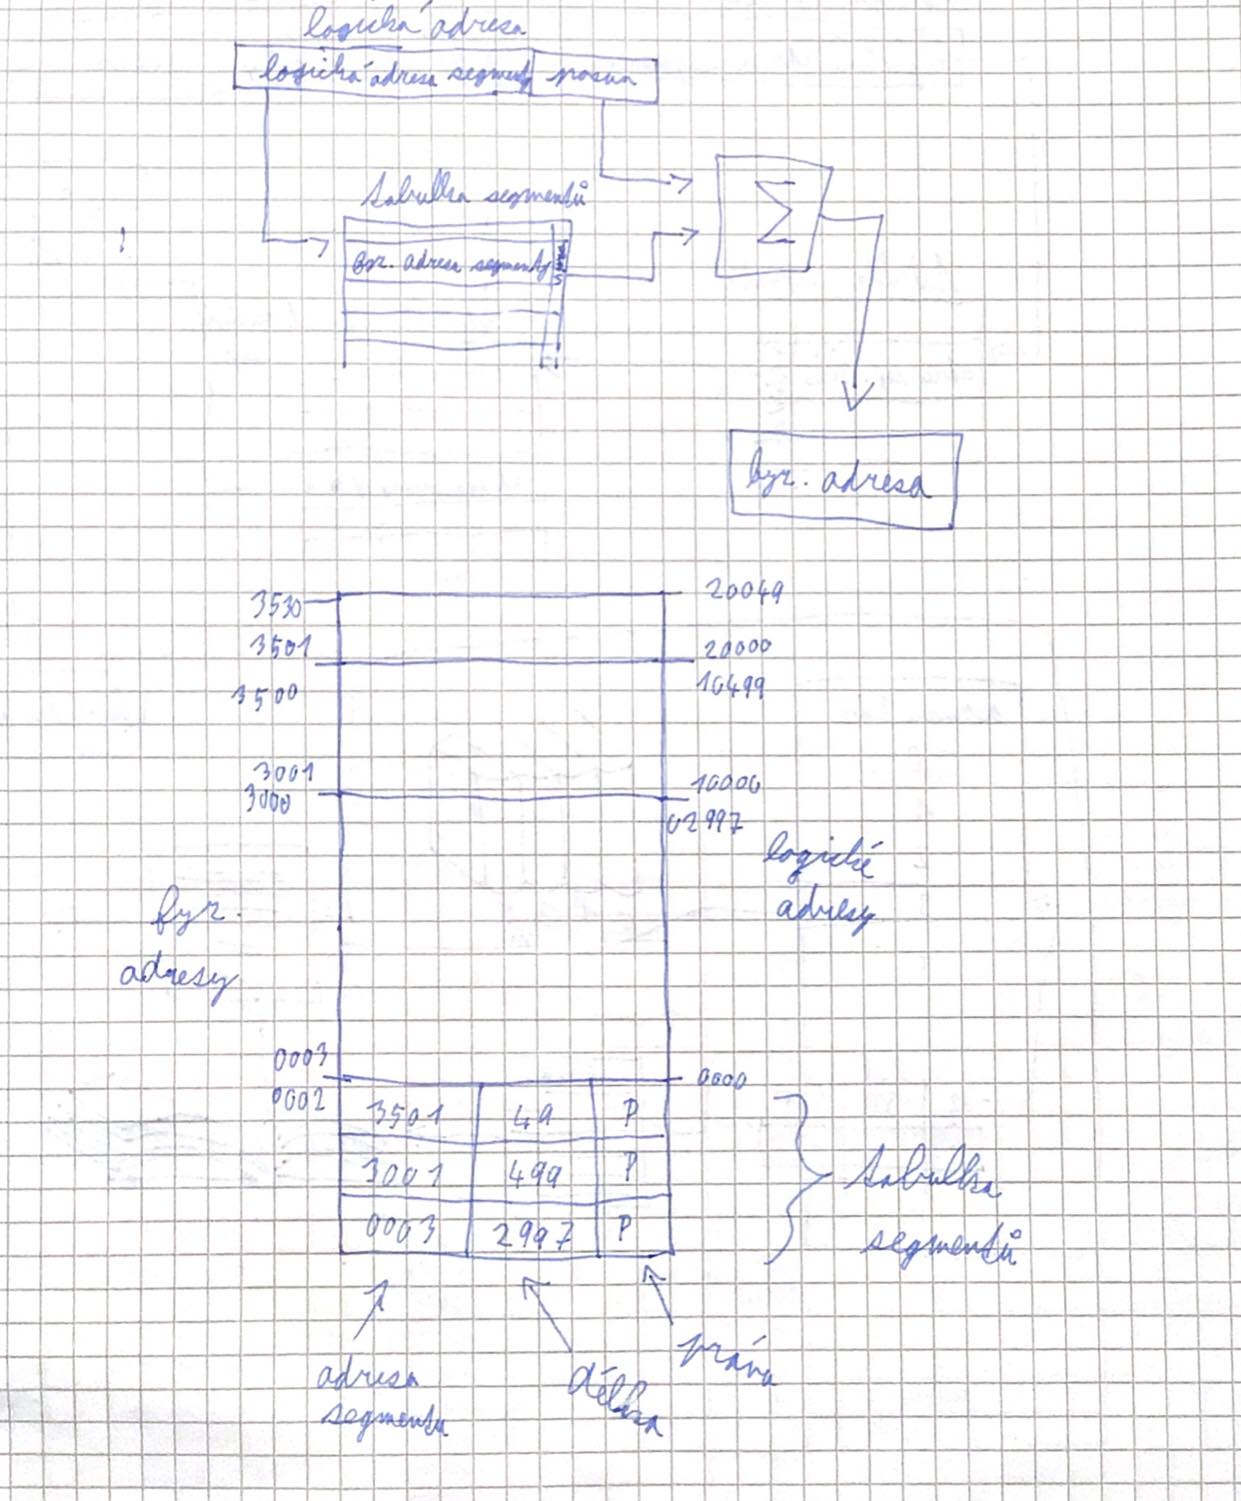 logická adresa
logická adresa segmentu posun
tabulka segmentů
fyz. adresa segmentu
Σ
fyz. adresa
3530 20049
3501 20000
3500 10499
3001 10000
3000 02997
logické
adresy
fyz.
adresy
0003 0000
0002
3501 49 P
3001 499 P
0003 2997 P
tabulka
segmentů
práva
adresa
segmentu
délka